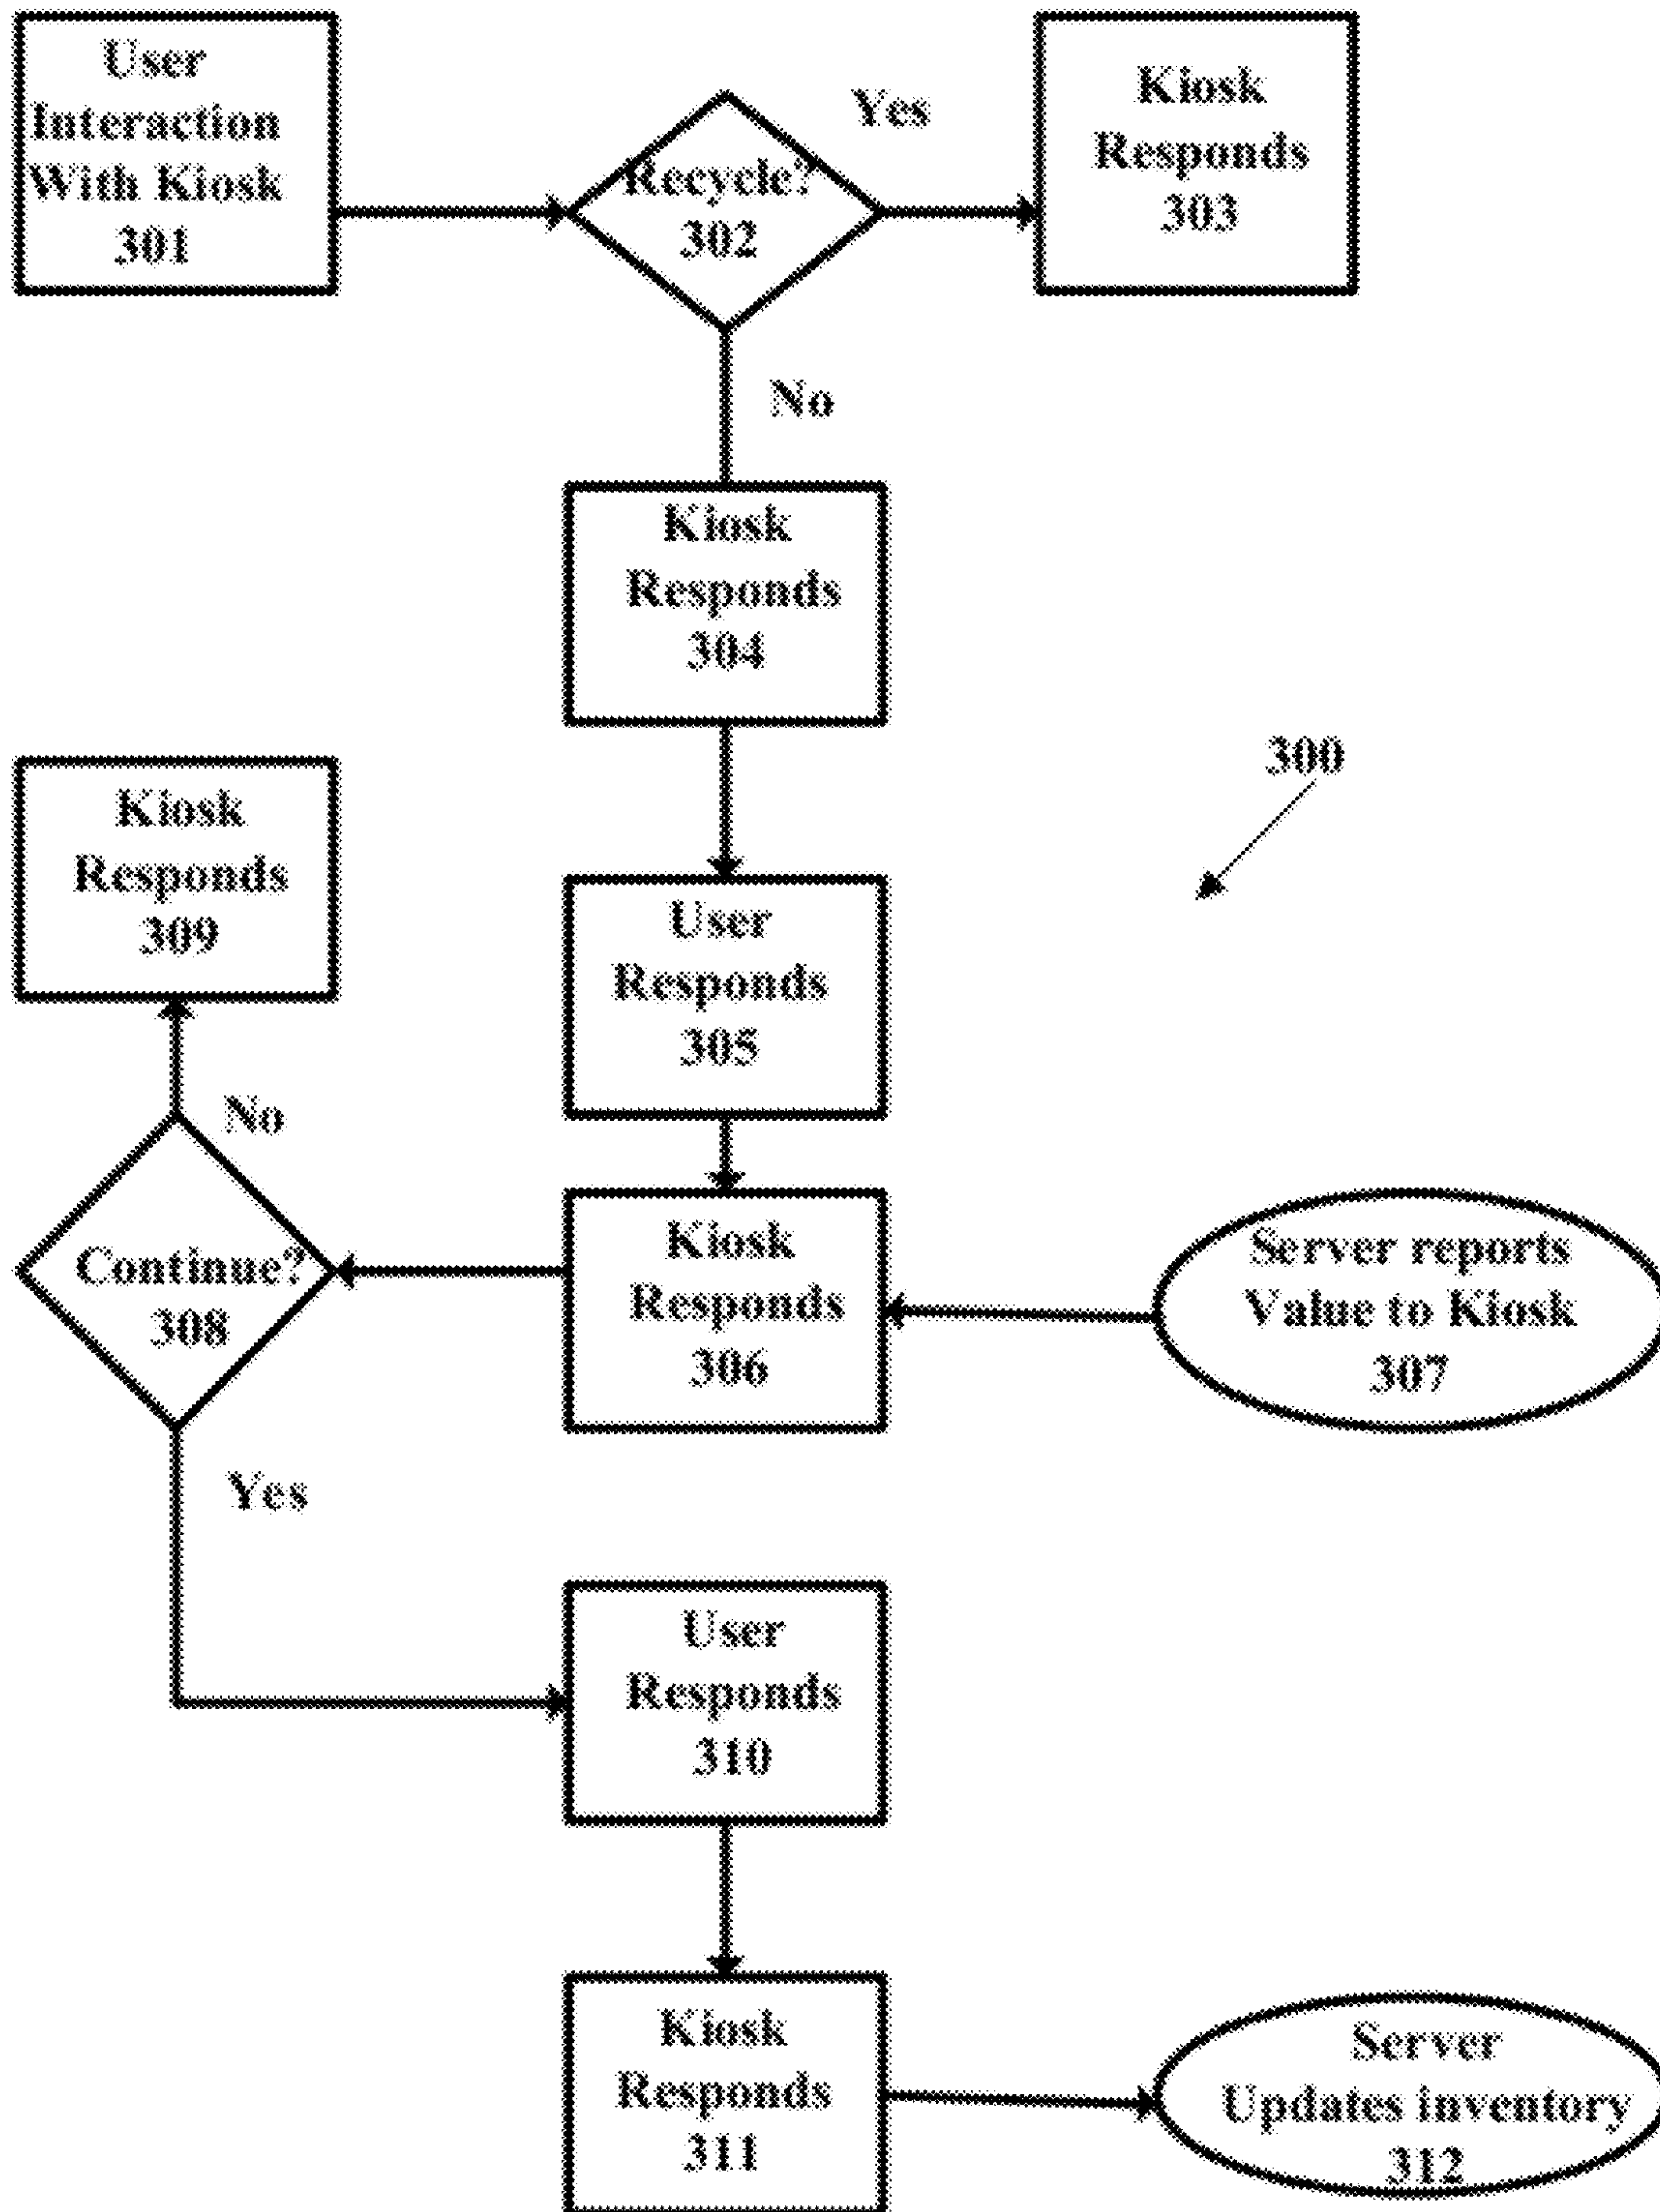 User
Interaction
With Kiosk
301
Recycle?
302
Yes
Kiosk
Responds
303
No
Kiosk
Responds
304
300
Kiosk
Responds
309
User
Responds
305
No
Continue?
308
Kiosk
Responds
306
Server reports
Value to Kiosk
307
Yes
User
Responds
310
Kiosk
Responds
311
Server
Updates inventory
312